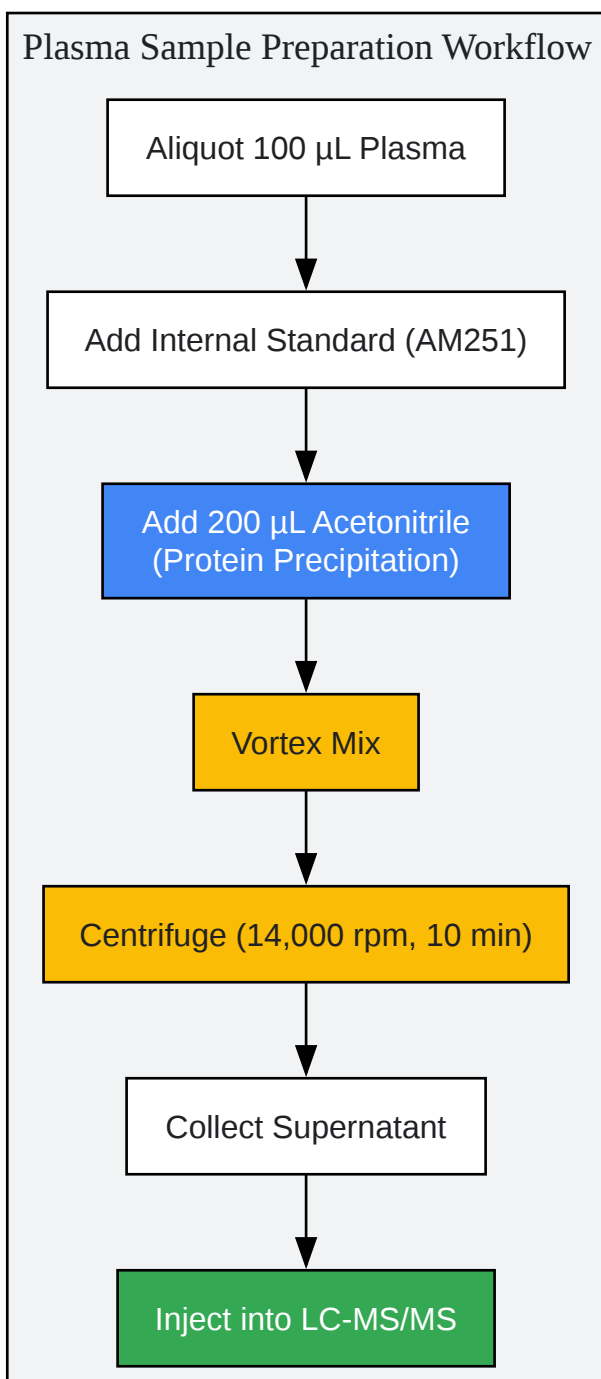 Plasma Sample Preparation Workflow
Aliquot 100 µL Plasma
Add Internal Standard (AM251)
Add 200 µL Acetonitrile
(Protein Precipitation)
Vortex Mix
Centrifuge (14,000 rpm, 10 min)
Collect Supernatant
Inject into LC-MS/MS